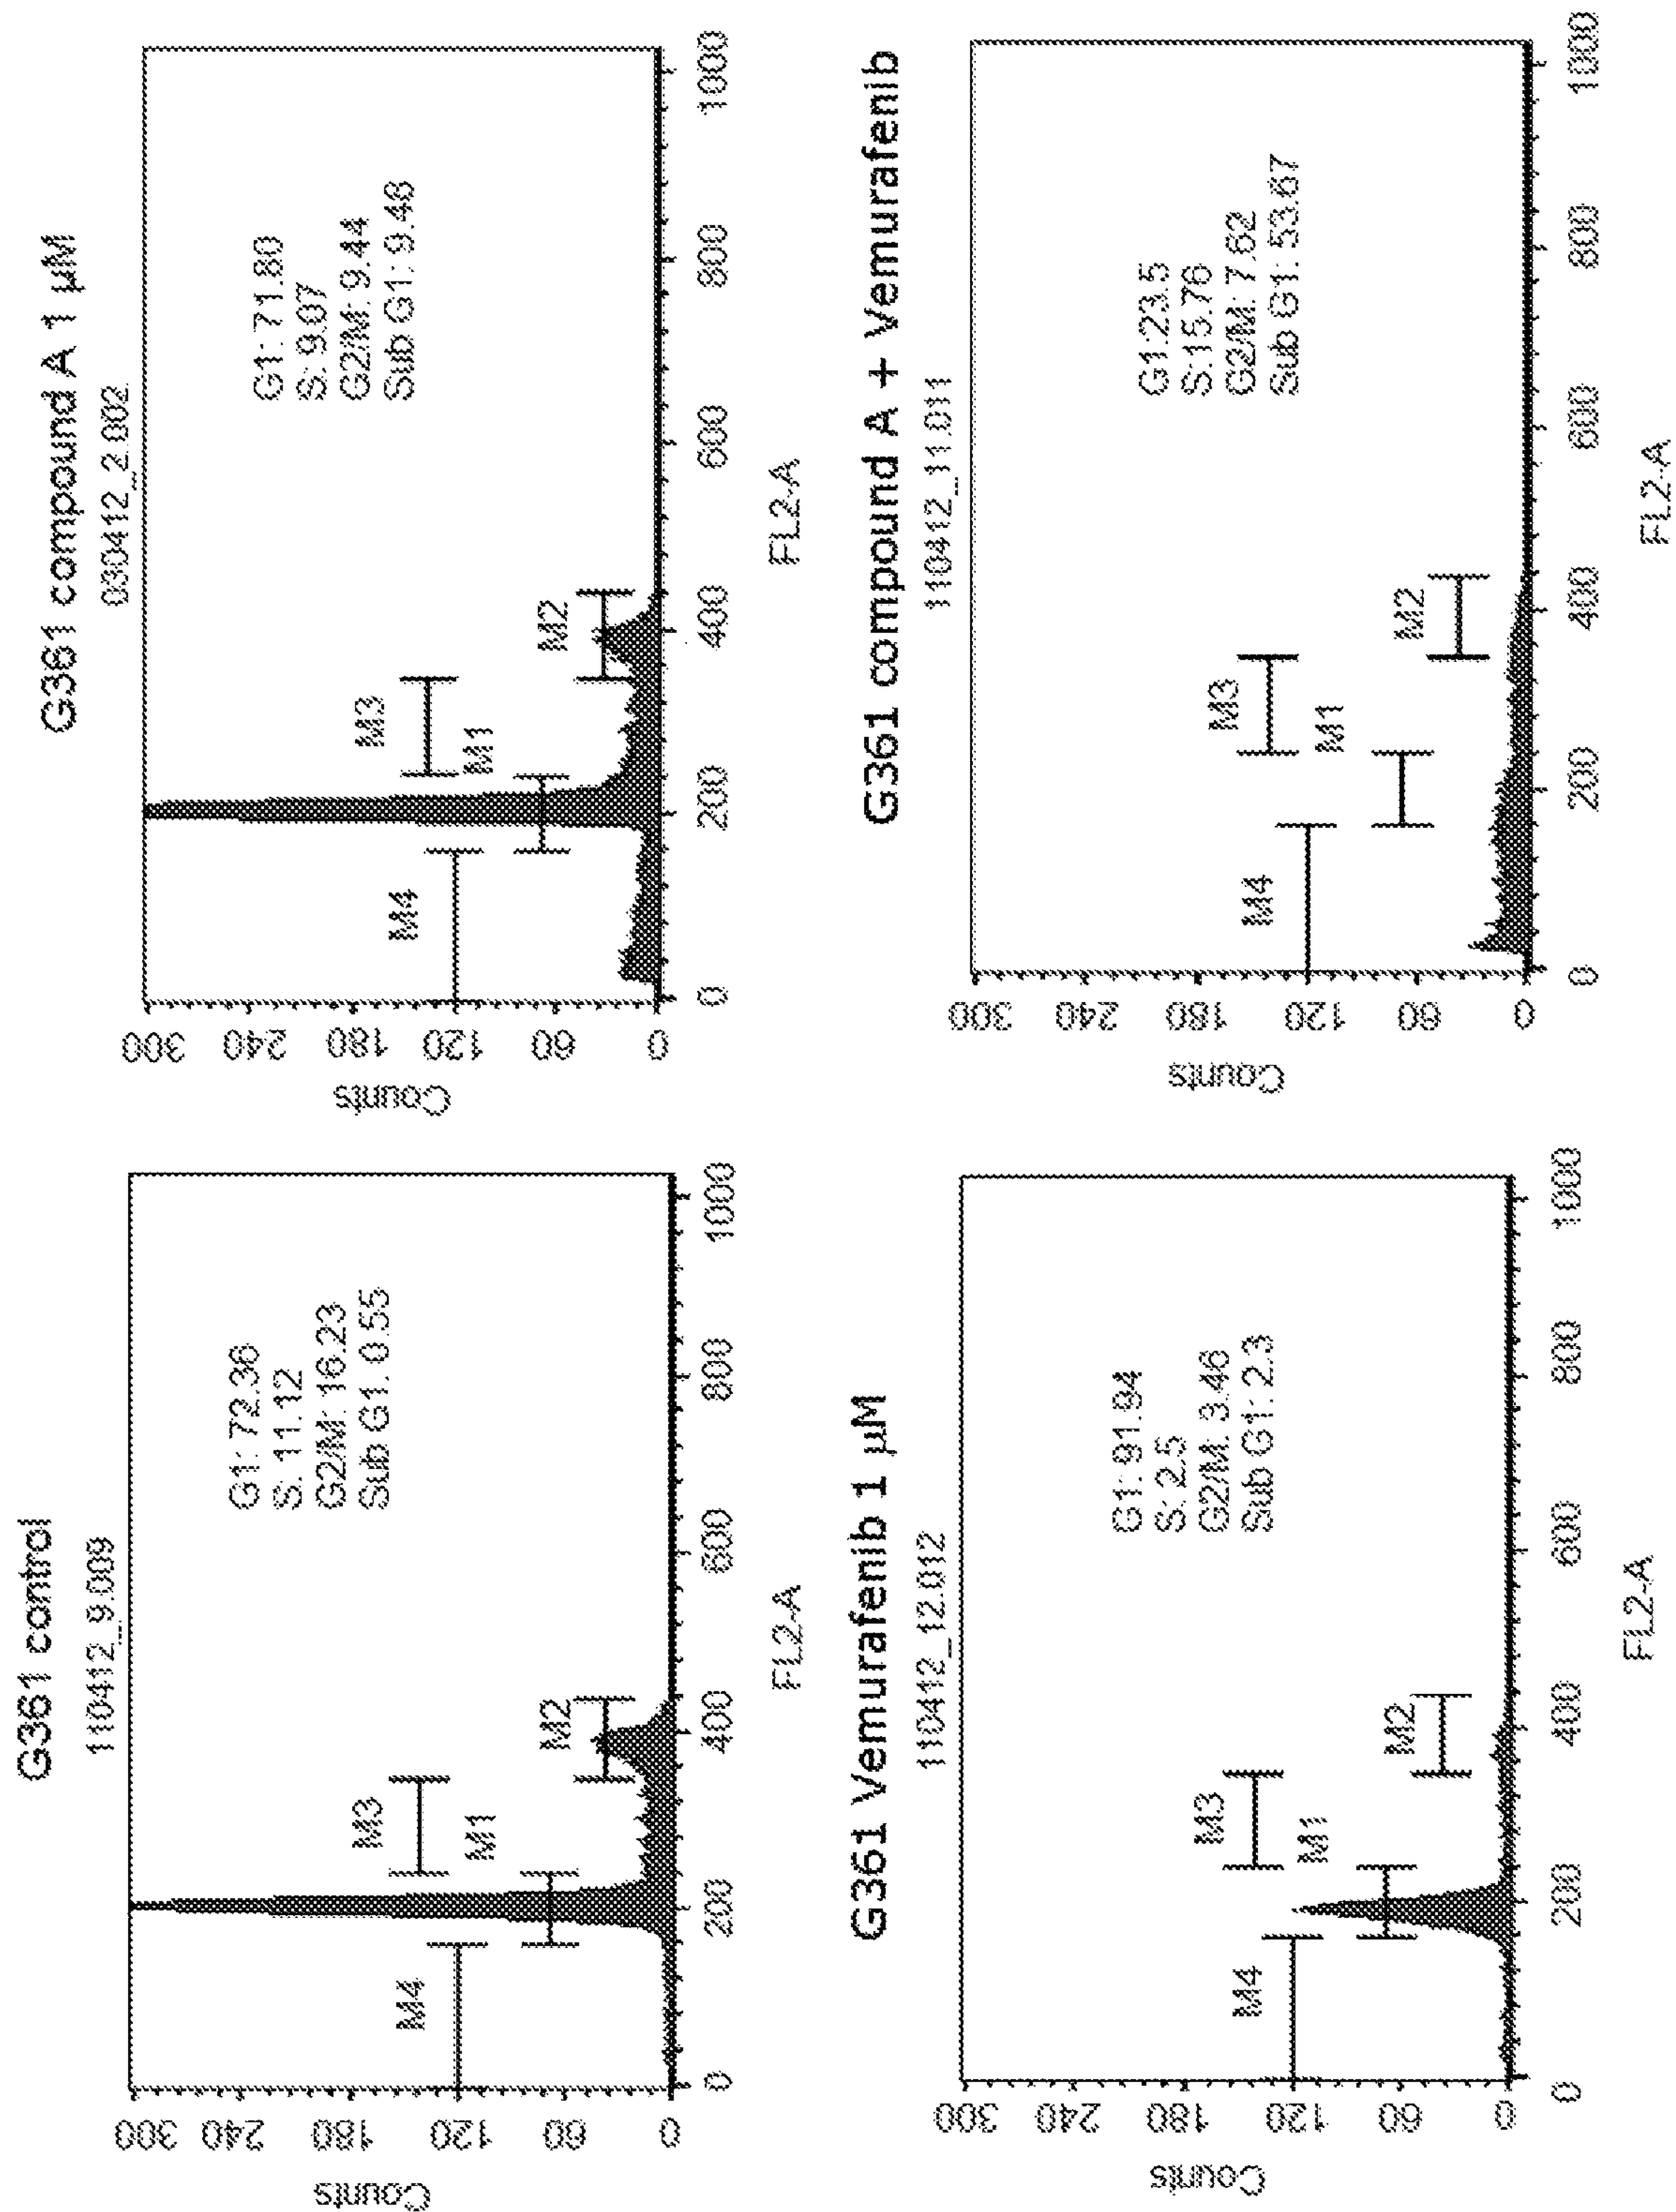 G361 control
110412_9.009
Counts
300
240
180
120
60
0
M4
M3
M1
M2
G1: 72.36
S: 11.12
G2/M: 16.23
Sub G1: 0.55
0
200
400
600
800
1000
FL2-A
G361 compound A 1 µM
030412_2.002
Counts
300
240
180
120
60
0
M4
M3
M1
M2
G1: 71.80
S: 9.07
G2/M: 9.44
Sub G1: 9.46
0
200
400
600
800
1000
FL2-A
G361 Vemurafenib 1 µM
110412_12.012
Counts
300
240
180
120
60
0
M4
M3
M1
M2
G1: 91.94
S: 2.5
G2/M: 3.46
Sub G1: 2.3
0
200
400
600
800
1000
FL2-A
G361 compound A + Vemurafenib
110412_11.011
Counts
300
240
180
120
60
0
M4
M3
M1
M2
G1:23.5
S:15.76
G2/M: 7.62
Sub G1: 53.67
0
200
400
600
800
1000
FL2-A